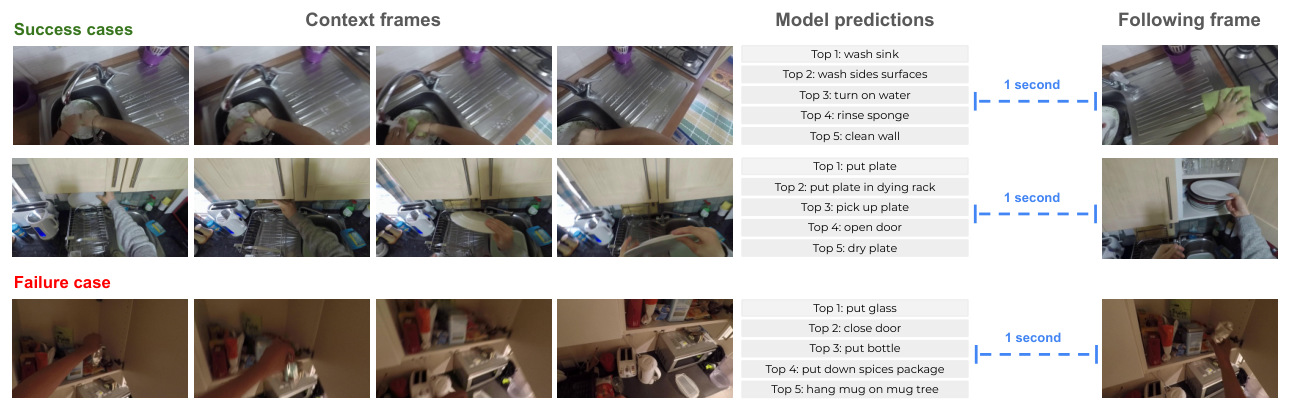 Success cases
Context frames
Model predictions
Following frame
Top 1: wash sink
Top 2: wash sides surfaces
Top 3: turn on water
Top 4: rinse sponge
Top 5: clean wall
1 second
Top 1: put plate
Top 2: put plate in dying rack
Top 3: pick up plate
Top 4: open door
Top 5: dry plate
1 second
Failure case
Top 1: put glass
Top 2: close door
Top 3: put bottle
Top 4: put down spices package
Top 5: hang mug on mug tree
1 second